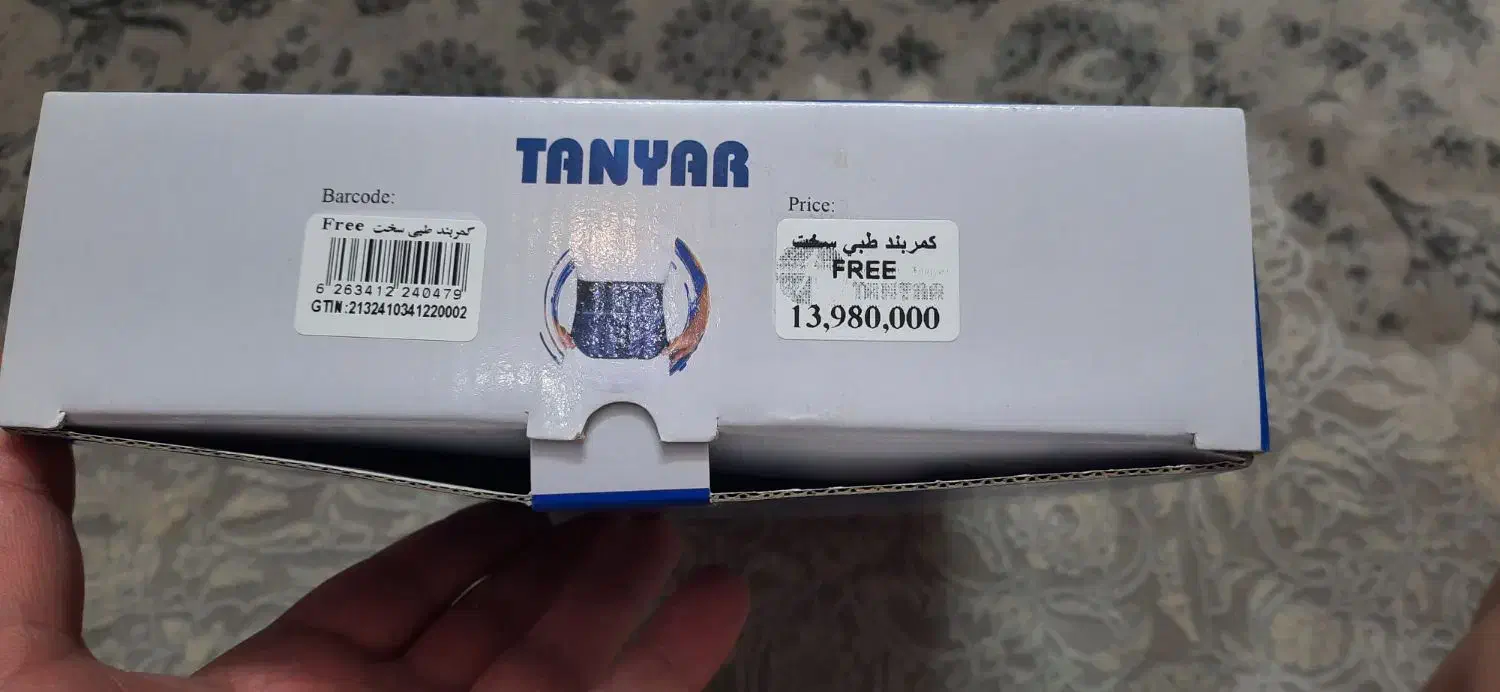 TANYAR
Barcode:
کمربند طبی سخت Free
6 263412 240479
GTIN:2132410341220002
Price:
کمربند طبي سخت
FREE
TANYAR
13,980,000